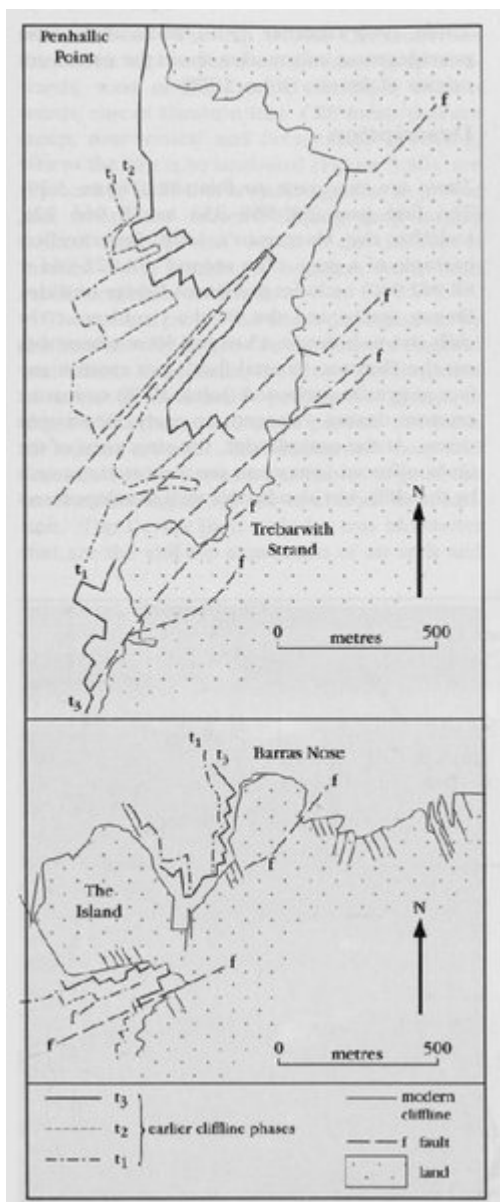 Penhallic
Point
f
t₁
t₂
f
f
f
Trebarwith
Strand
f
N
t₁
t₃
0
500
metres
t₁
t₃
Barras Nose
f
f
The
Island
N
f
f
0
500
metres
t₃
t₂
earlier cliffline phases
t₁
modern
cliffline
f fault
land